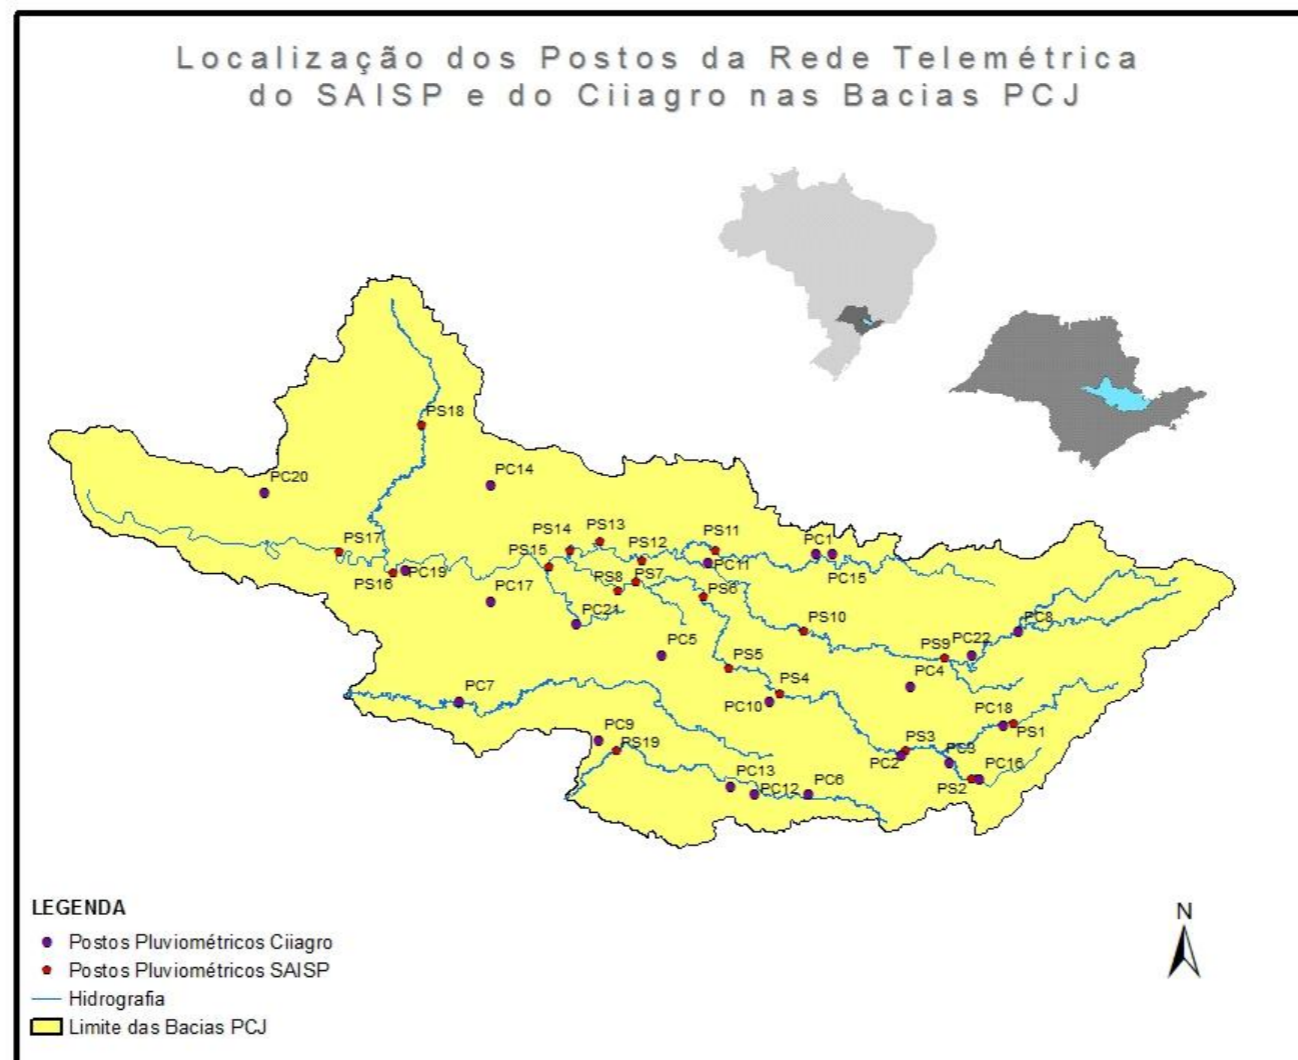 Localização dos Postos da Rede Telemétrica
do SAISP e do Ciiagro nas Bacias PCJ
PS18
PC20
PC14
PS14
PS13
PS12
PS11
PC1
PS17
PS15
PC11
PC15
PS16
PC19
PC17
PS8
PS7
PS6
PC21
PS10
PC8
PC5
PS9
PC22
PS5
PC4
PS4
PC7
PC10
PC18
PS1
PC9
PS19
PS3
PC2
PC3
PC13
PC12
PC6
PS2
PC16
LEGENDA
Postos Pluviométricos Ciiagro
Postos Pluviométricos SAISP
Hidrografia
Limite das Bacias PCJ
N